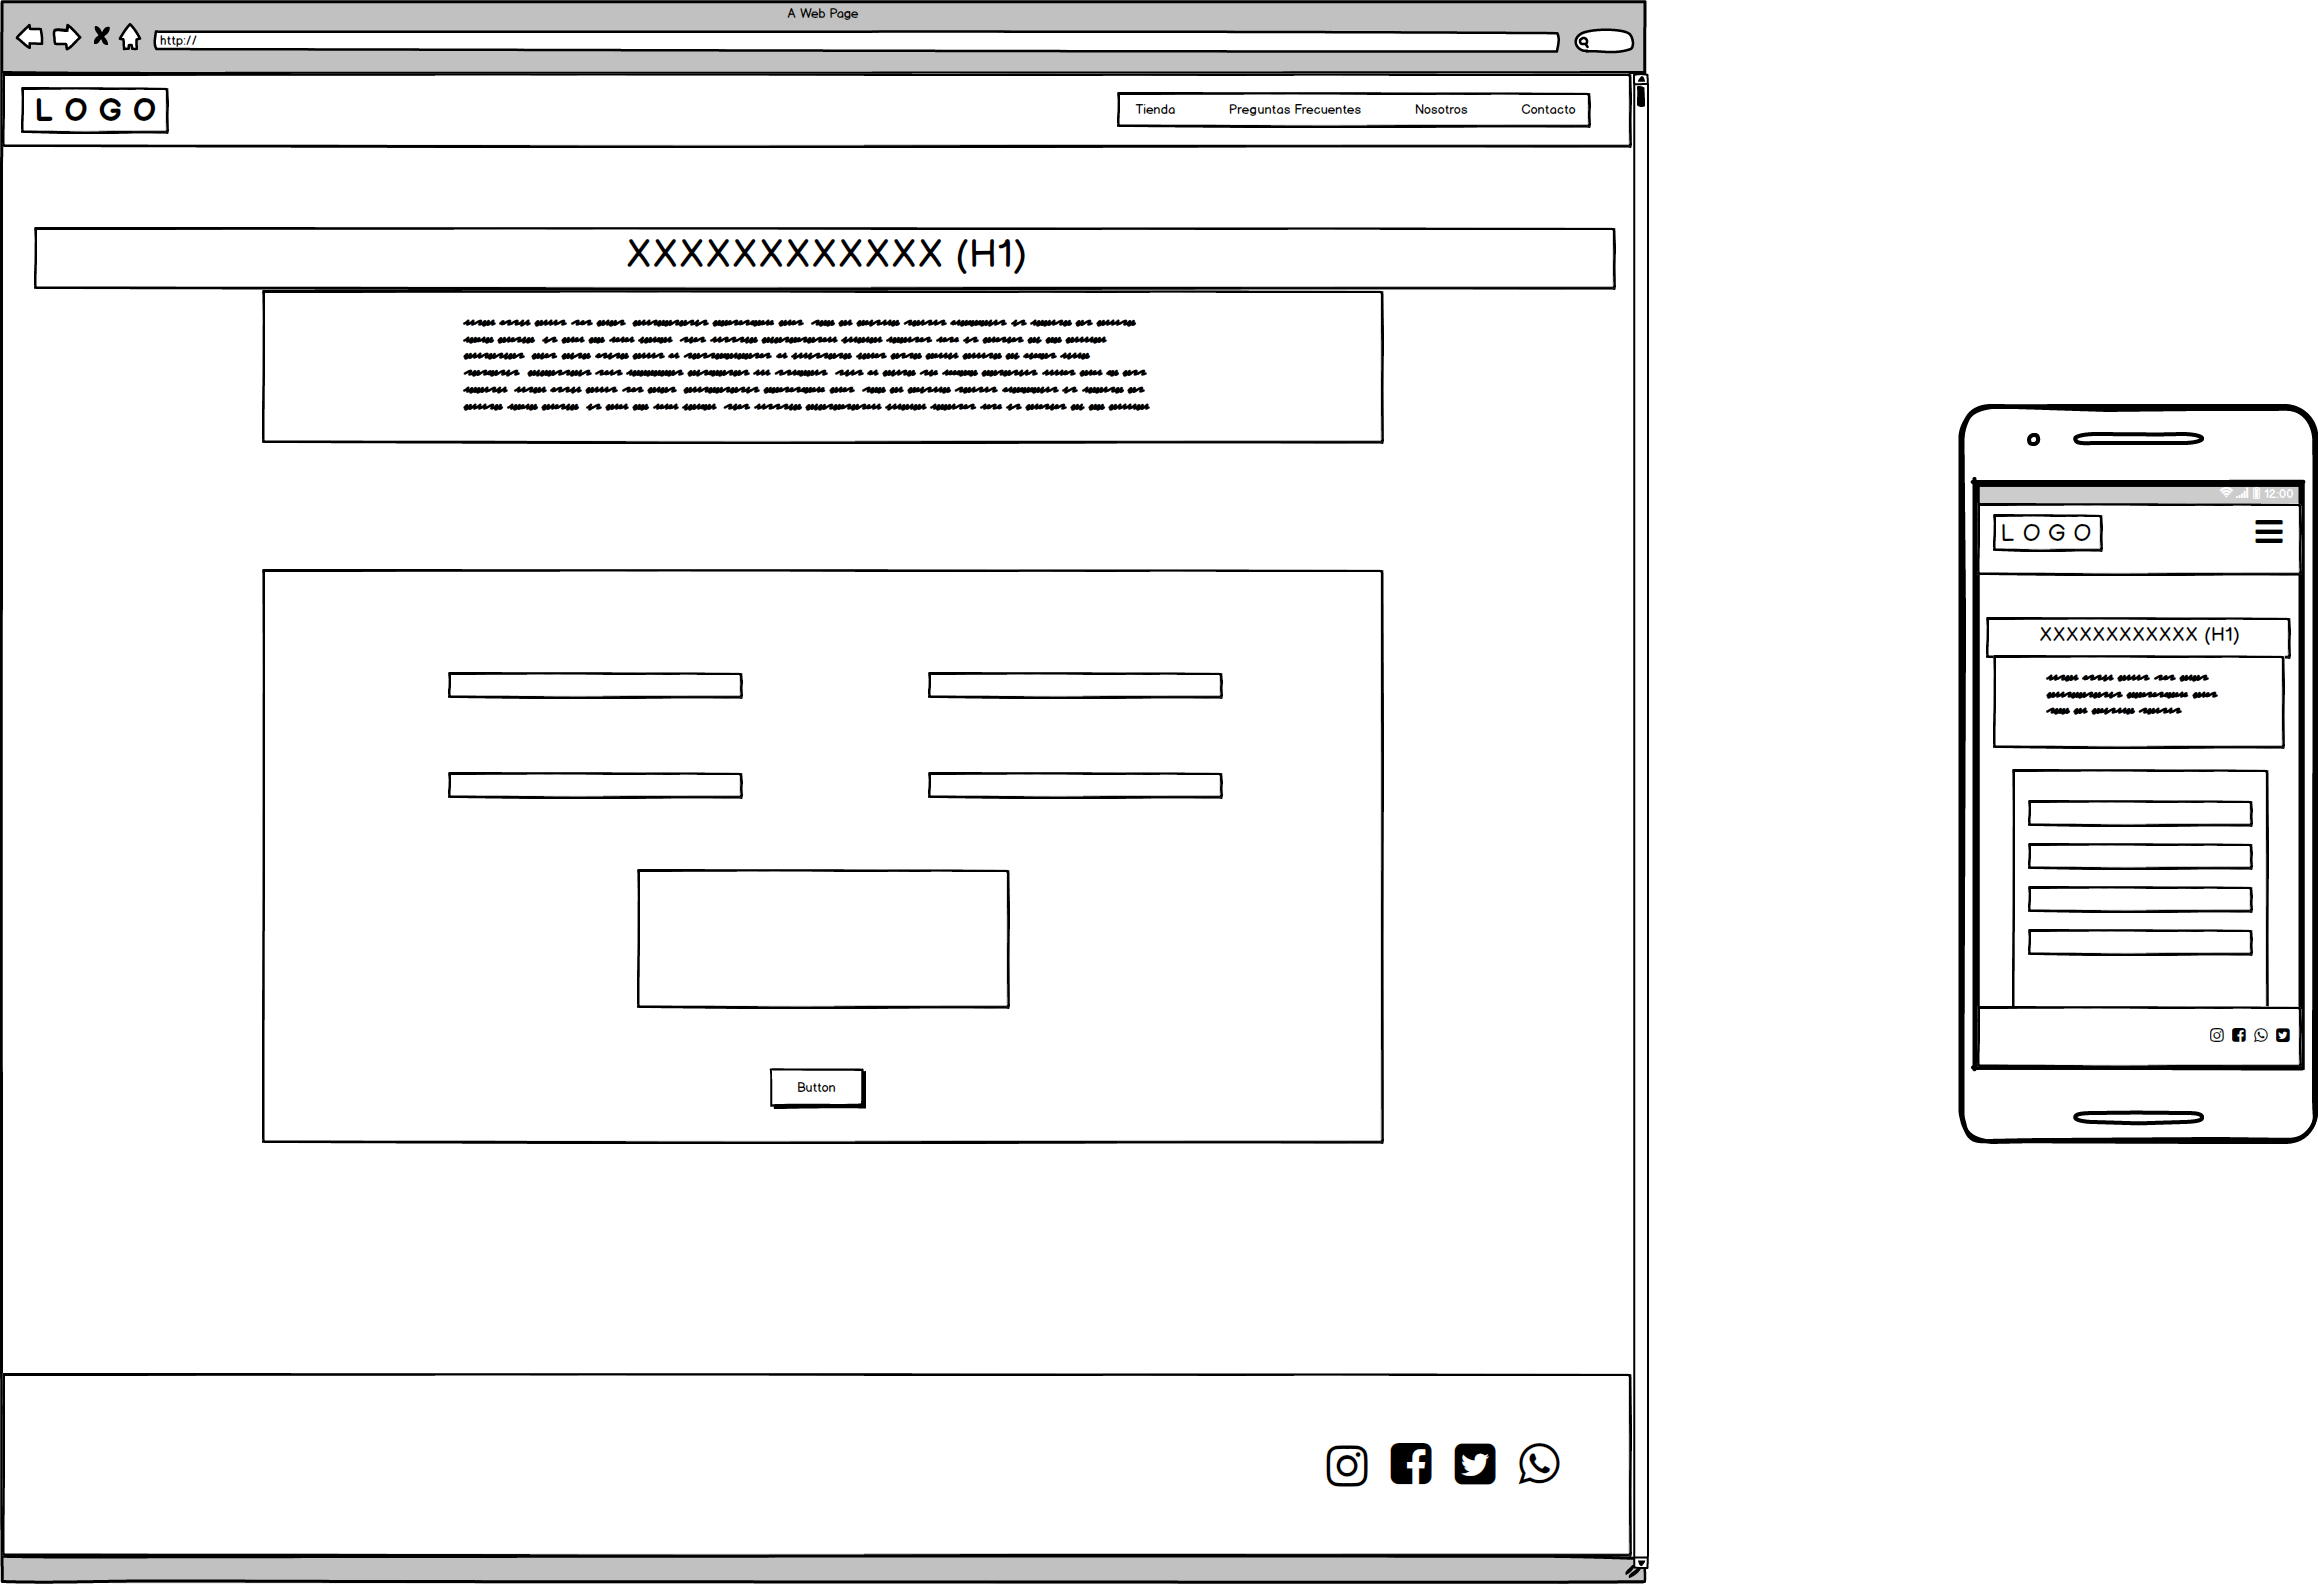 A Web Page
http://
LOGO
Tienda Preguntas Frecuentes Nosotros Contacto
XXXXXXXXXXXX (H1)
Button
12:00
LOGO
XXXXXXXXXXXX (H1)